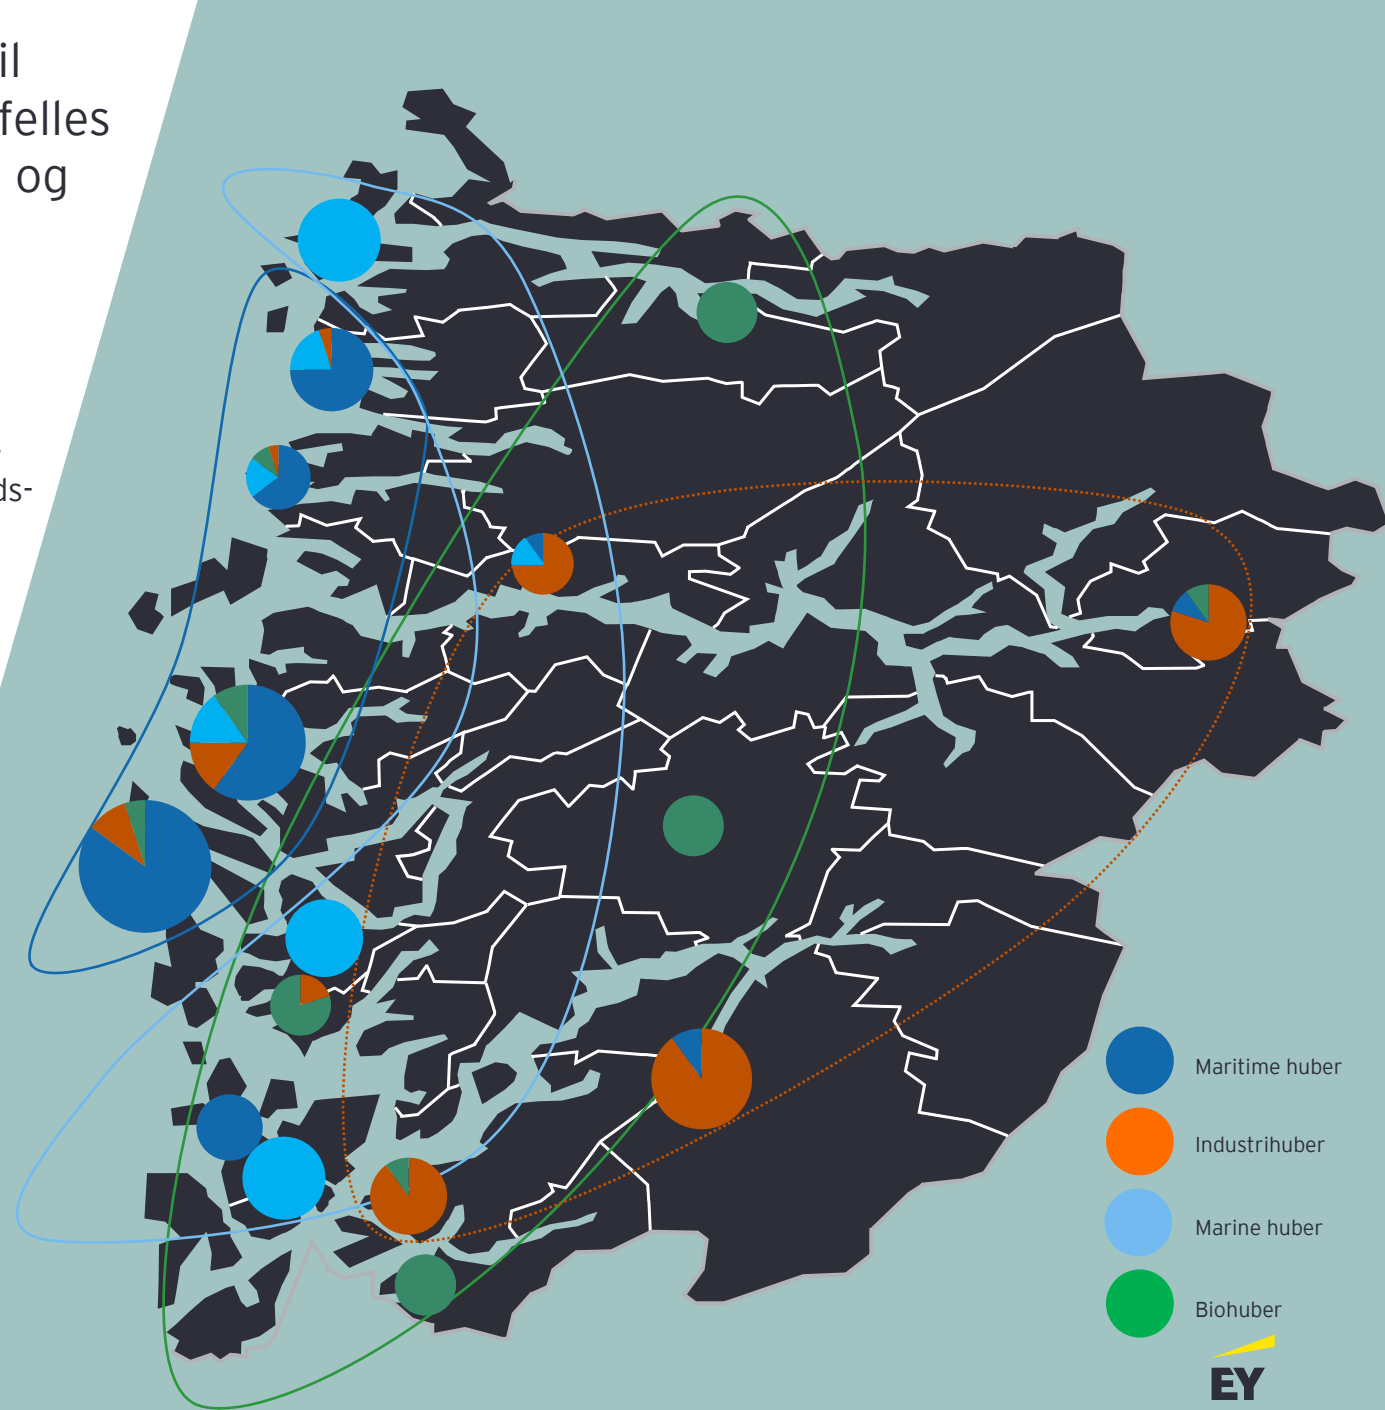 il
felles
og
ds-
Maritime huber
Industrihuber
Marine huber
Biohuber
EY